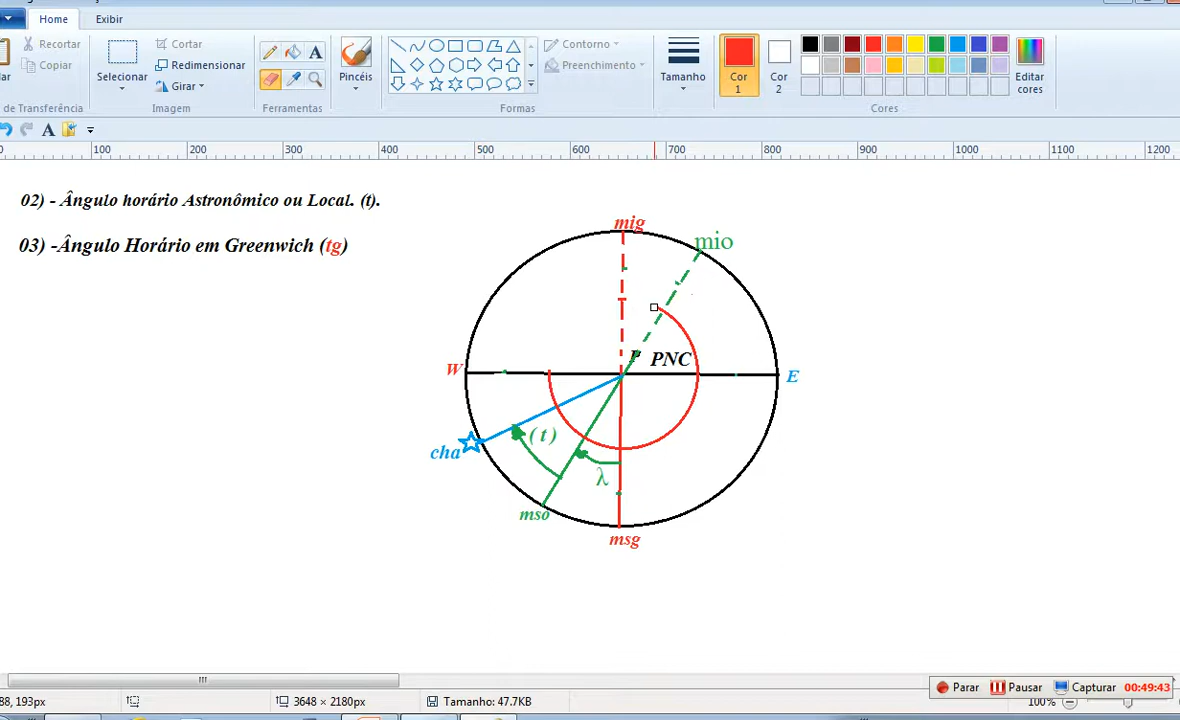 Home Exibir
Recortar
Copiar
ar
de Transferência
Selecionar
Cortar
Redimensionar
Girar
Imagem
A
Ferramentas
Pincéis
Contorno
Preenchimento
Formas
Tamanho
Cor 1
Cor 2
Editar cores
Cores
A
100 200 300 400 500 600 700 800 900 1000 1100 1200
02) - Ângulo horário Astronômico ou Local. (t).
03) -Ângulo Horário em Greenwich (tg)
mig
mio
P PNC
W
E
( t )
cha
λ
mso
msg
88, 193px
3648 × 2180px
Tamanho: 47.7KB
100%
Parar Pausar Capturar 00:49:43